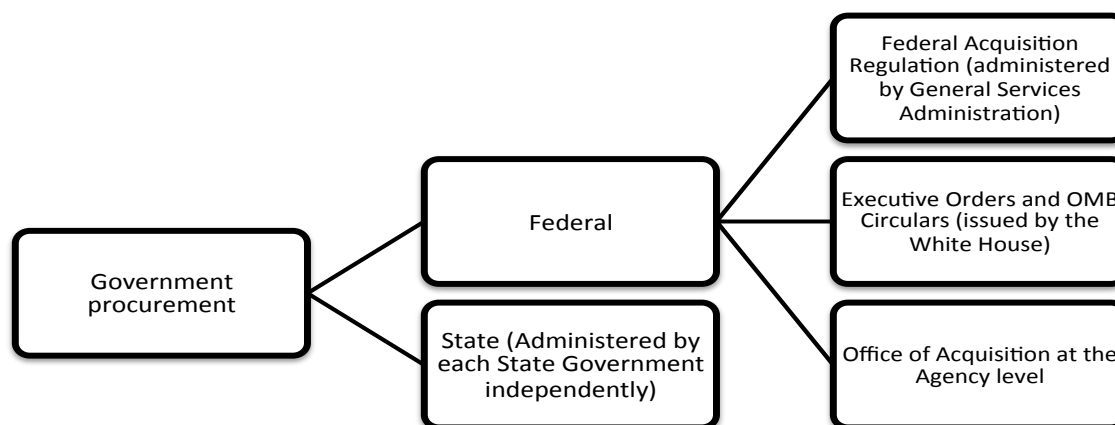 Government
procurement
Federal
State (Administered by
each State Government
independently)
Federal Acquisition
Regulation (administered
by General Services
Administration)
Executive Orders and OMB
Circulars (issued by the
White House)
Office of Acquisition at the
Agency level